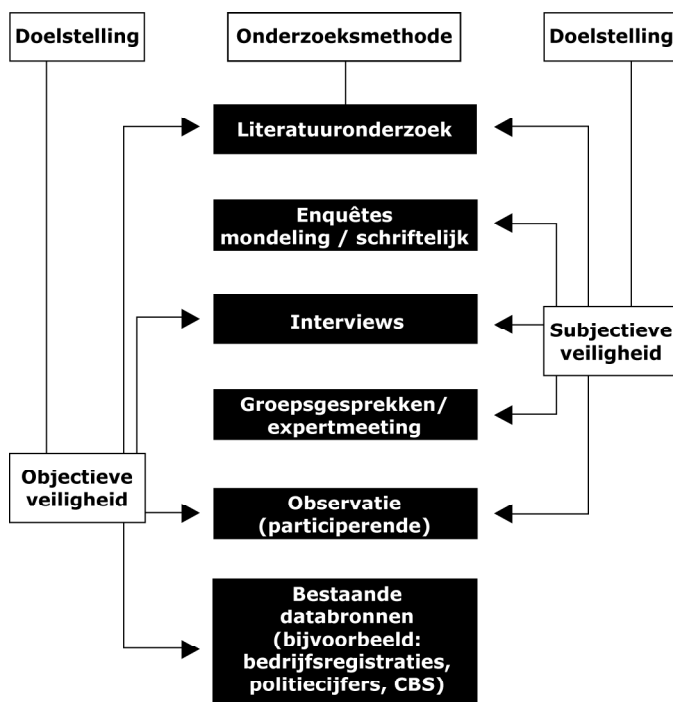 Doelstelling
Onderzoeksmethode
Doelstelling
Literatuuronderzoek
Enquêtes
mondeling / schriftelijk
Interviews
Subjectieve
veiligheid
Groepsgesprekken/
expertmeeting
Objectieve
veiligheid
Observatie
(participerende)
Bestaande
databronnen
(bijvoorbeeld:
bedrijfsregistraties,
politiecijfers, CBS)